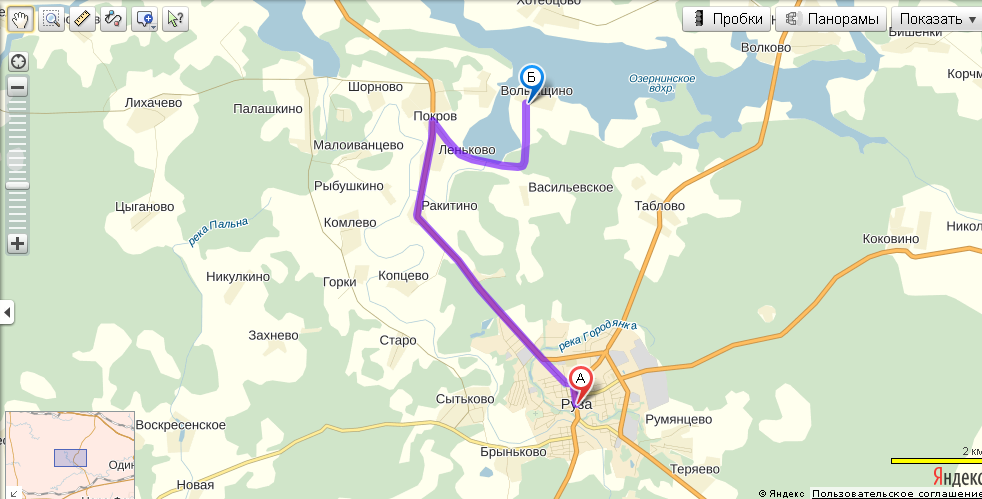 Хотебцово
Пробки
Панорамы
Показать
Бишенки
Волково
Б
Озернинское
вдхр.
Корчм
Шорново
Лихачево
Палашкино
Покров
Малоиванцево
Леньково
Рыбушкино
Васильевское
Цыганово
Ракитино
Таблово
река Пальна
Комлево
Никол
Коковино
Никулкино
Копцево
Горки
река Городянка
Захнево
Старо
А
Руза
Сытьково
Румянцево
Воскресенское
Брыньково
2 км
Один
Теряево
Новая
Яндекс
© Яндекс Пользовательское соглашение